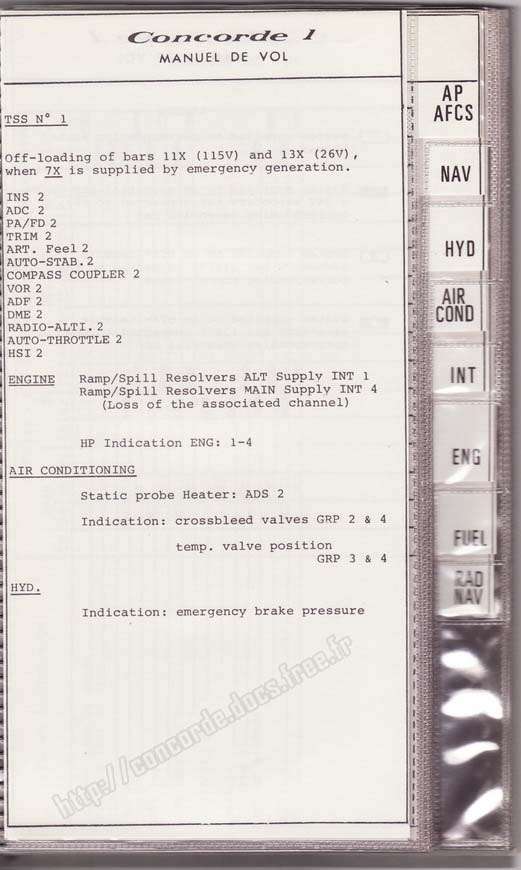 Concorde 1
MANUEL DE VOL
TSS N° 1
Off-loading of bars 11X (115V) and 13X (26V),
when 7X is supplied by emergency generation.
INS 2
ADC 2
PA/FD 2
TRIM 2
ART. Feel 2
AUTO-STAB. 2
COMPASS COUPLER 2
VOR 2
ADF 2
DME 2
RADIO-ALTI. 2
AUTO-THROTTLE 2
HSI 2
ENGINE Ramp/Spill Resolvers ALT Supply INT 1
Ramp/Spill Resolvers MAIN Supply INT 4
(Loss of the associated channel)
HP Indication ENG: 1-4
AIR CONDITIONING
Static probe Heater: ADS 2
Indication: crossbleed valves GRP 2 & 4
temp. valve position
GRP 3 & 4
HYD.
Indication: emergency brake pressure
http://concorde.docs.free.fr
AP
AFCS
NAV
HYD
AIR
COND
INT
ENG
FUEL
RAD
NAV